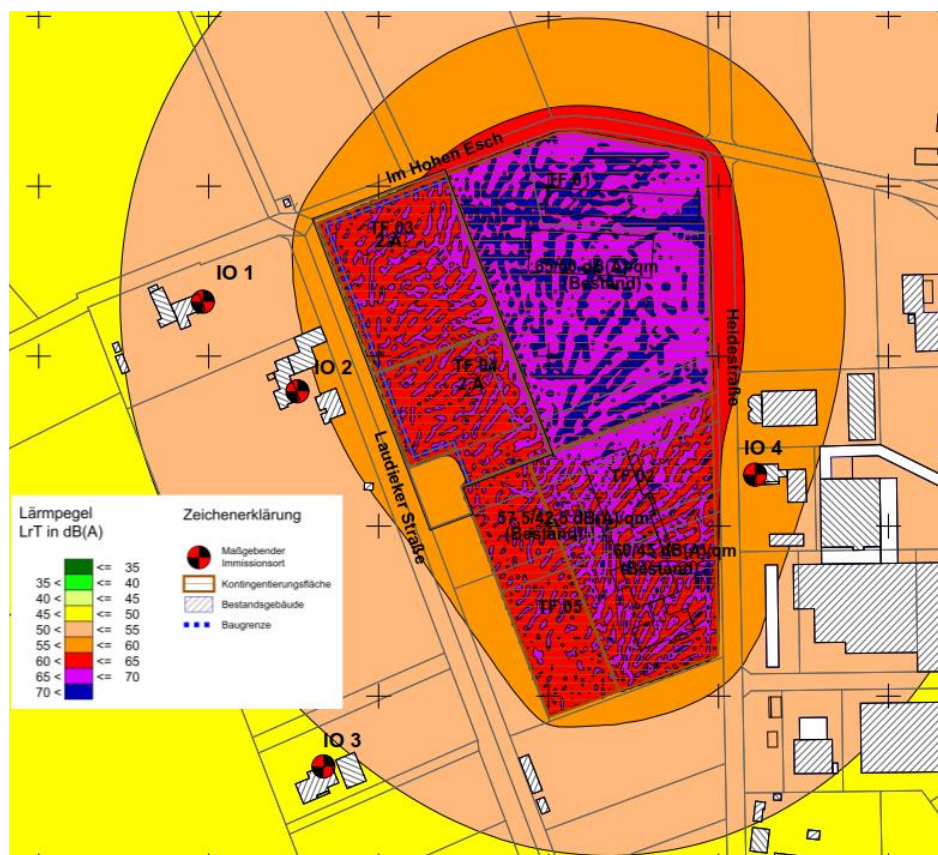 Im Hohen Esch
TF 01
TF 03
2 A
65/50 dB(A)/qm
(Bestand)
IO 1
Heidestraße
IO 2
TF 04
2 A
Laudieker Straße
IO 4
TF 02
57,5/42,5 dB(A)/qm
(Bestand)
60/45 dB(A)/qm
(Bestand)
TF 05
IO 3
Lärmpegel
LrT in dB(A)
<= 35
35 < <= 40
40 < <= 45
45 < <= 50
50 < <= 55
55 < <= 60
60 < <= 65
65 < <= 70
70 <
Zeichenerklärung
Maßgebender
Immissionsort
Kontingentierungsfläche
Bestandsgebäude
Baugrenze